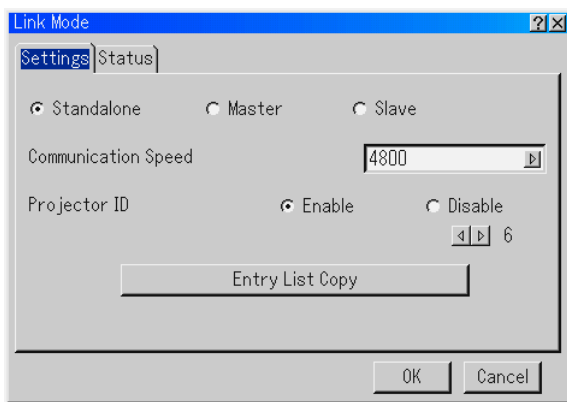 Link Mode ? ×
Settings Status
Standalone Master Slave
Communication Speed 4800
Projector ID Enable Disable
6
Entry List Copy
OK Cancel